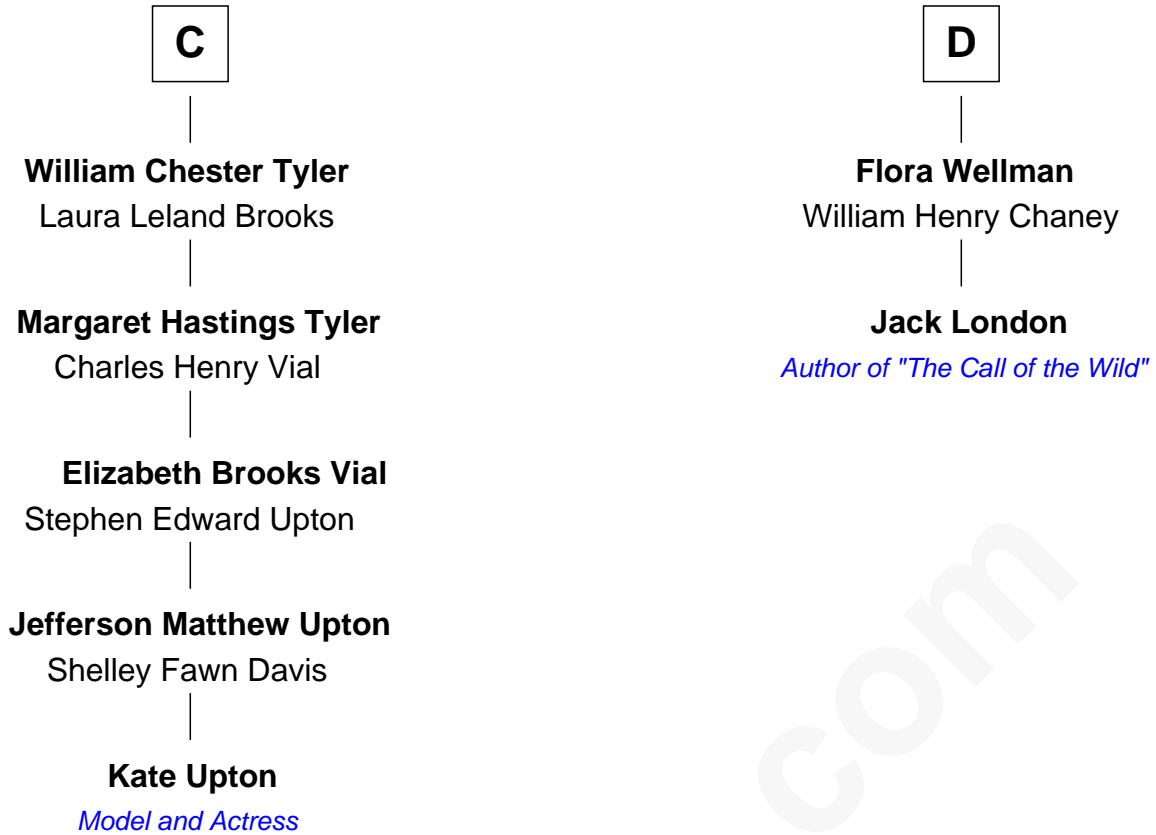 C
William Chester Tyler
Laura Leland Brooks
Margaret Hastings Tyler
Charles Henry Vial
Elizabeth Brooks Vial
Stephen Edward Upton
Jefferson Matthew Upton
Shelley Fawn Davis
Kate Upton
Model and Actress
D
Flora Wellman
William Henry Chaney
Jack London
Author of "The Call of the Wild"
com